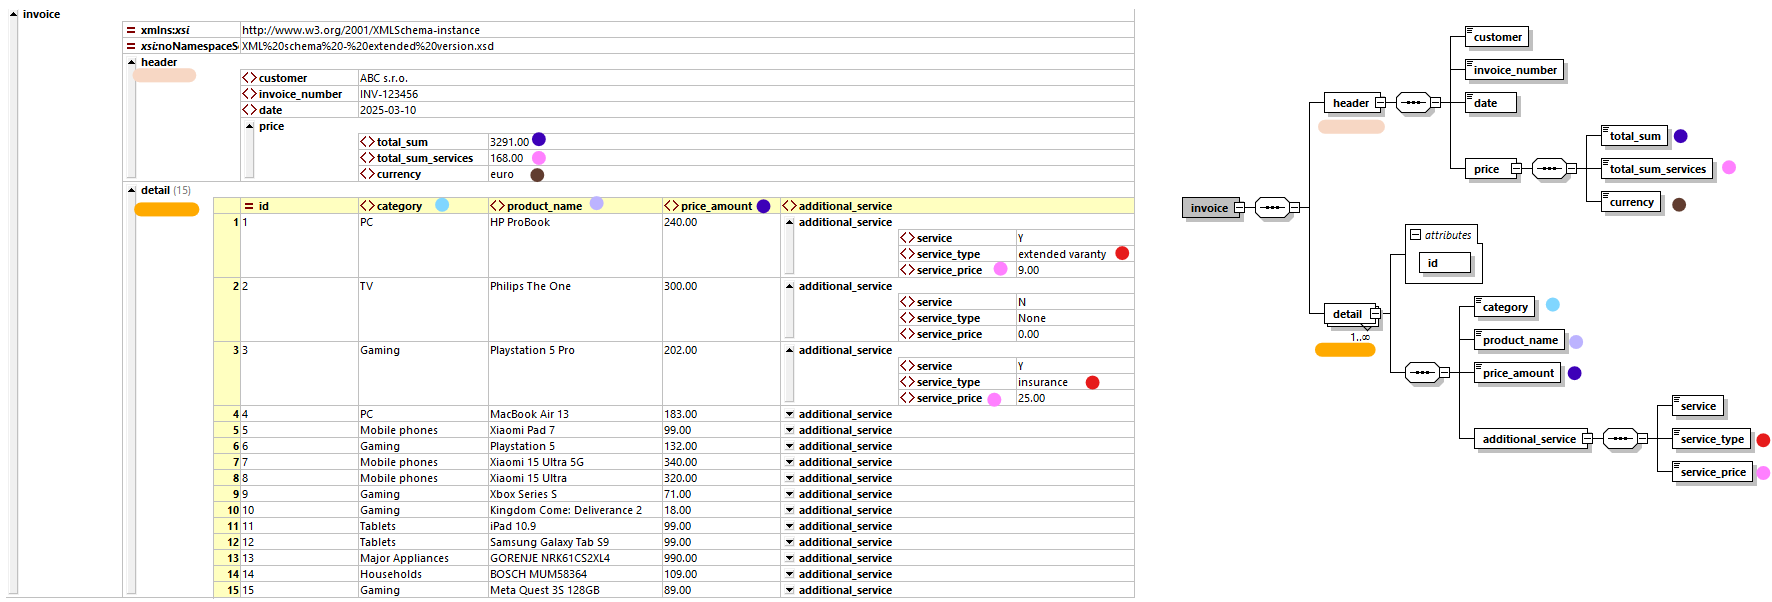 invoice
= xmlns:xsi http://www.w3.org/2001/XMLSchema-instance
= xsi:noNamespaceS XML%20schema%20-%20extended%20version.xsd
header
<> customer ABC s.r.o.
<> invoice_number INV-123456
<> date 2025-03-10
price
<> total_sum 3291.00
<> total_sum_services 168.00
<> currency euro
detail (15)
= id <> category <> product_name <> price_amount <> additional_service
1 1 PC HP ProBook 240.00 additional_service
<> service Y
<> service_type extended varanty
<> service_price 9.00
2 2 TV Philips The One 300.00 additional_service
<> service N
<> service_type None
<> service_price 0.00
3 3 Gaming Playstation 5 Pro 202.00 additional_service
<> service Y
<> service_type insurance
<> service_price 25.00
4 4 PC MacBook Air 13 183.00 additional_service
5 5 Mobile phones Xiaomi Pad 7 99.00 additional_service
6 6 Gaming Playstation 5 132.00 additional_service
7 7 Mobile phones Xiaomi 15 Ultra 5G 340.00 additional_service
8 8 Mobile phones Xiaomi 15 Ultra 320.00 additional_service
9 9 Gaming Xbox Series S 71.00 additional_service
10 10 Gaming Kingdom Come: Deliverance 2 18.00 additional_service
11 11 Tablets iPad 10.9 99.00 additional_service
12 12 Tablets Samsung Galaxy Tab S9 99.00 additional_service
13 13 Major Appliances GORENJE NRK61CS2XL4 990.00 additional_service
14 14 Households BOSCH MUM58364 109.00 additional_service
15 15 Gaming Meta Quest 3S 128GB 89.00 additional_service
invoice
header
customer
invoice_number
date
price
total_sum
total_sum_services
currency
detail
1..∞
attributes
id
category
product_name
price_amount
additional_service
service
service_type
service_price